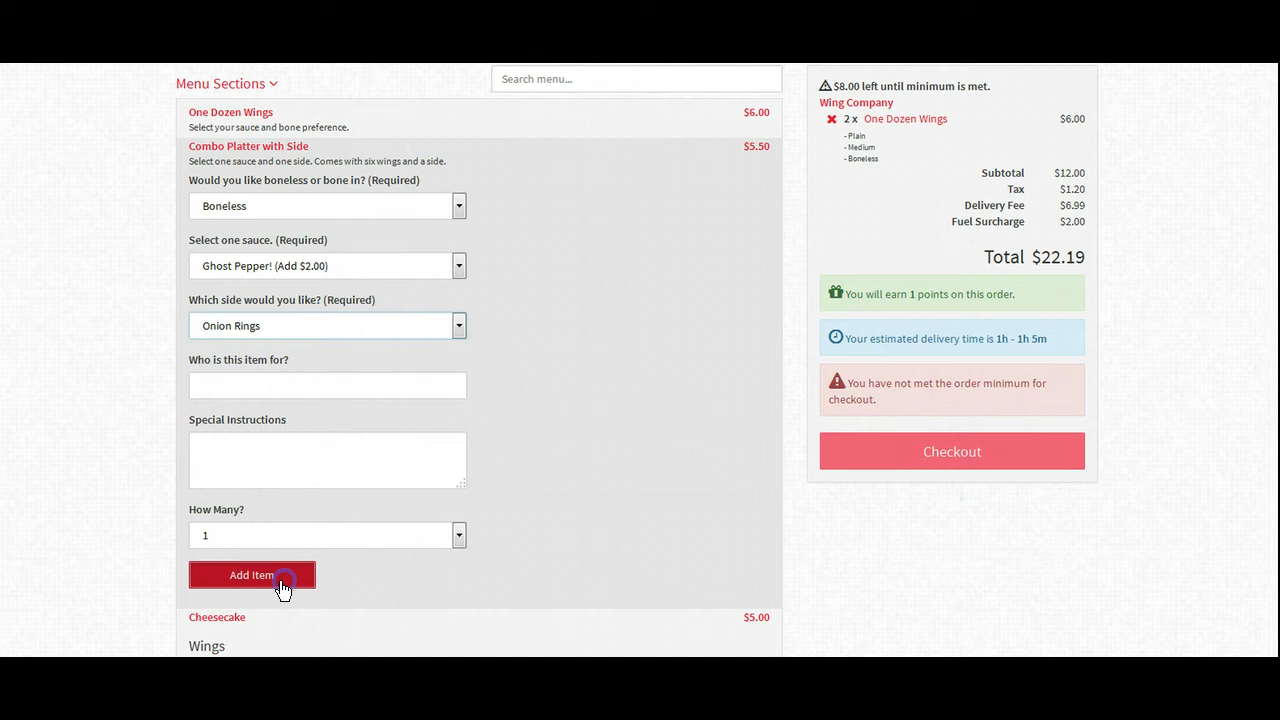 Menu Sections
Search menu...
One Dozen Wings $6.00
Select your sauce and bone preference.
Combo Platter with Side $5.50
Select one sauce and one side. Comes with six wings and a side.
Would you like boneless or bone in? (Required)
Boneless
Select one sauce. (Required)
Ghost Pepper! (Add $2.00)
Which side would you like? (Required)
Onion Rings
Who is this item for?
Special Instructions
How Many?
1
Add Item
Cheesecake $5.00
Wings
$8.00 left until minimum is met.
Wing Company
2 x One Dozen Wings $6.00
- Plain
- Medium
- Boneless
Subtotal $12.00
Tax $1.20
Delivery Fee $6.99
Fuel Surcharge $2.00
Total $22.19
You will earn 1 points on this order.
Your estimated delivery time is 1h - 1h 5m
You have not met the order minimum for
checkout.
Checkout